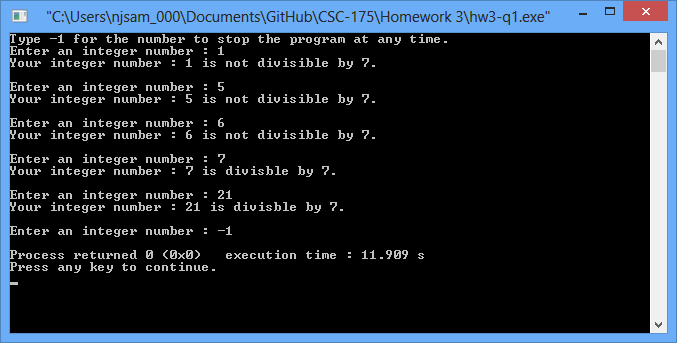 "C:\Users\njsam_000\Documents\GitHub\CSC-175\Homework 3\hw3-q1.exe"
Type -1 for the number to stop the program at any time.
Enter an integer number : 1
Your integer number : 1 is not divisible by 7.
Enter an integer number : 5
Your integer number : 5 is not divisible by 7.
Enter an integer number : 6
Your integer number : 6 is not divisible by 7.
Enter an integer number : 7
Your integer number : 7 is divisble by 7.
Enter an integer number : 21
Your integer number : 21 is divisble by 7.
Enter an integer number : -1
Process returned 0 (0x0)   execution time : 11.909 s
Press any key to continue.